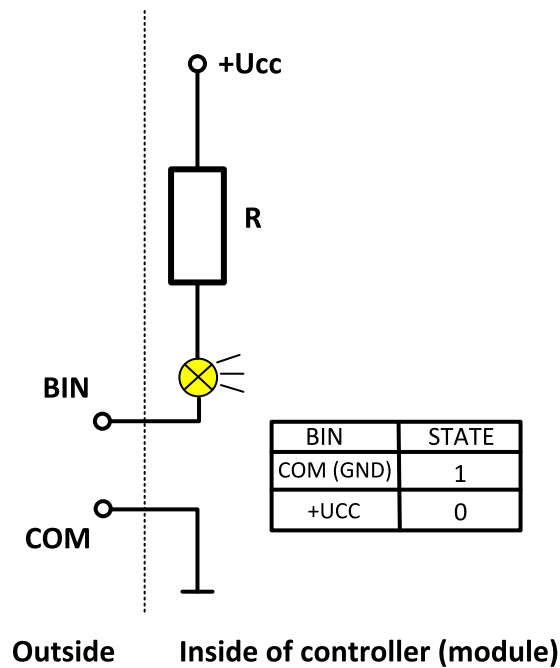 +Ucc
R
BIN
BIN STATE
COM (GND) 1
+UCC 0
COM
Outside Inside of controller (module)